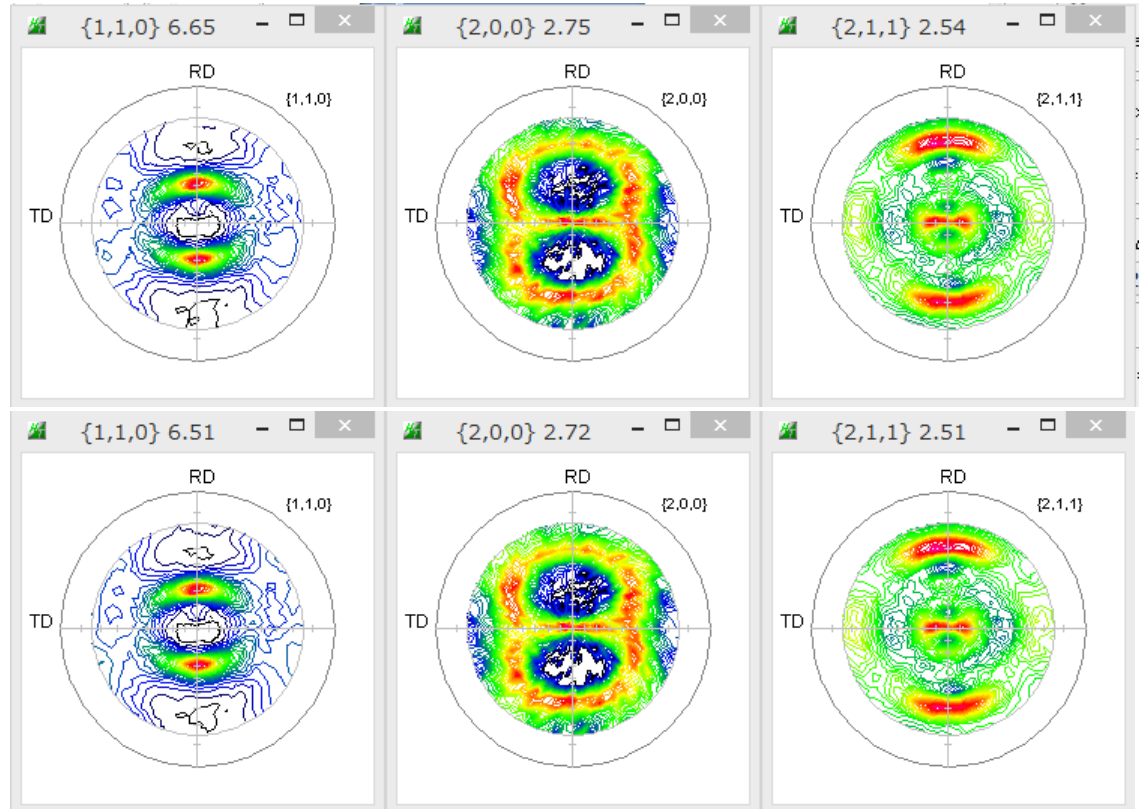 {1,1,0} 6.65
{2,0,0} 2.75
{2,1,1} 2.54
RD
{1,1,0}
TD
RD
{2,0,0}
TD
RD
{2,1,1}
TD
{1,1,0} 6.51
{2,0,0} 2.72
{2,1,1} 2.51
RD
{1,1,0}
TD
RD
{2,0,0}
TD
RD
{2,1,1}
TD